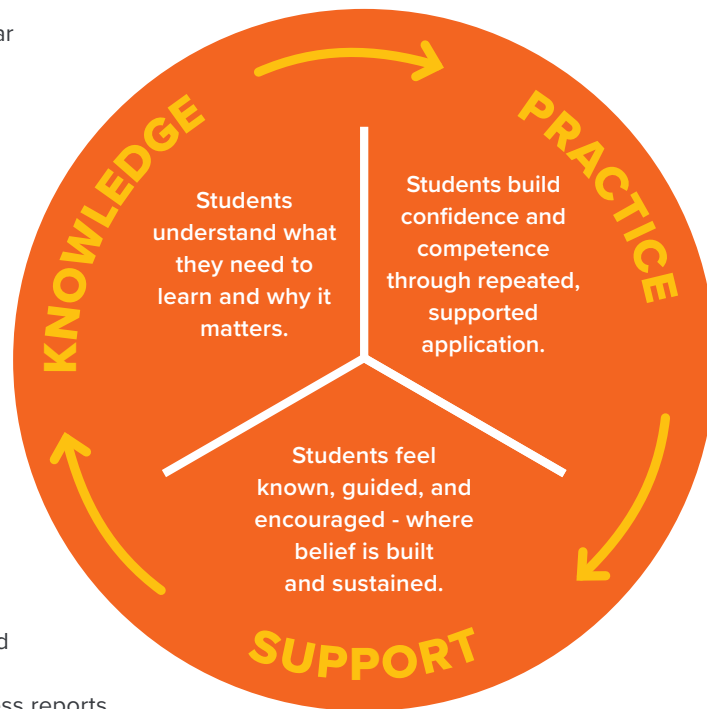 KNOWLEDGE
Students
understand what
they need to
learn and why it
matters.
PRACTICE
Students build
confidence and
competence
through repeated,
supported
application.
Students feel
known, guided, and
encouraged - where
belief is built
and sustained.
SUPPORT
reports